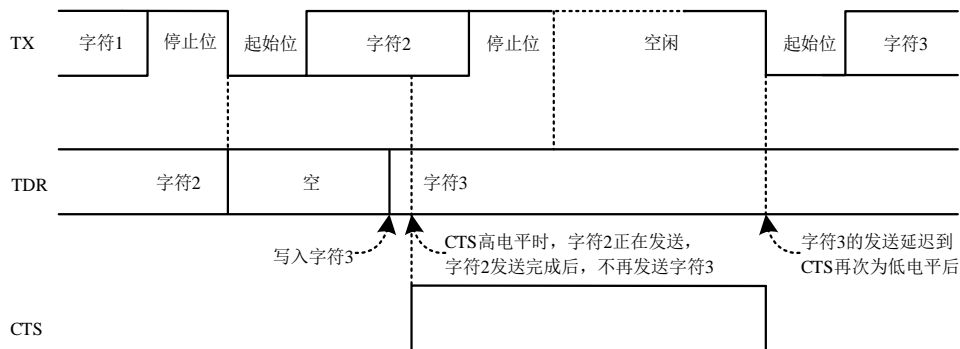 TX
字符1
停止位
起始位
字符2
停止位
空闲
起始位
字符3
TDR
字符2
空
字符3
写入字符3
CTS高电平时，字符2正在发送，
字符2发送完成后，不再发送字符3
字符3的发送延迟到
CTS再次为低电平后
CTS